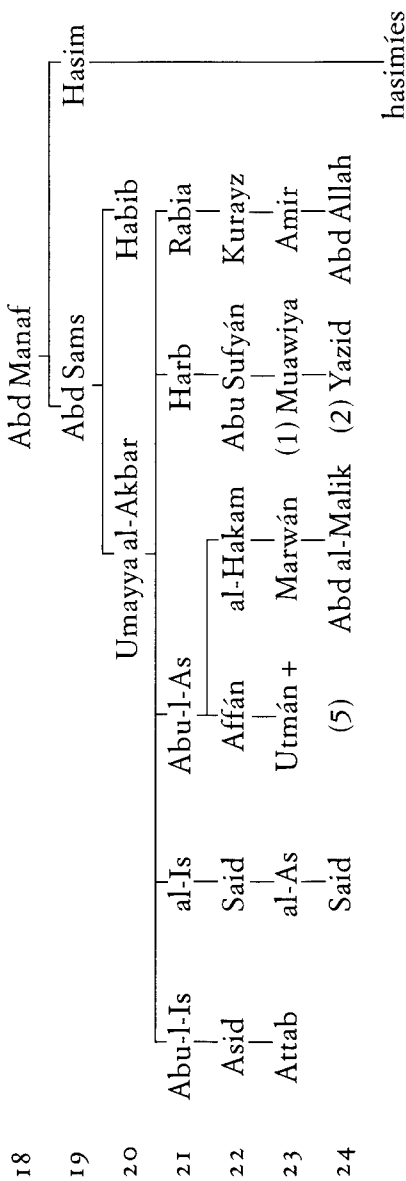 18 Abd Manaf
19 Abd Sams Hasim
20 Umayya al-Akbar Habib
21 Abu-l-Is al-Is Abu-l-As Harb Rabia
22 Asid Said Affán al-Hakam Abu Sufyán Kurayz
23 Attab al-As Utmán + Marwán (1) Muawiya Amir
24 Said (5) Abd al-Malik (2) Yazid Abd Allah
hasimíes